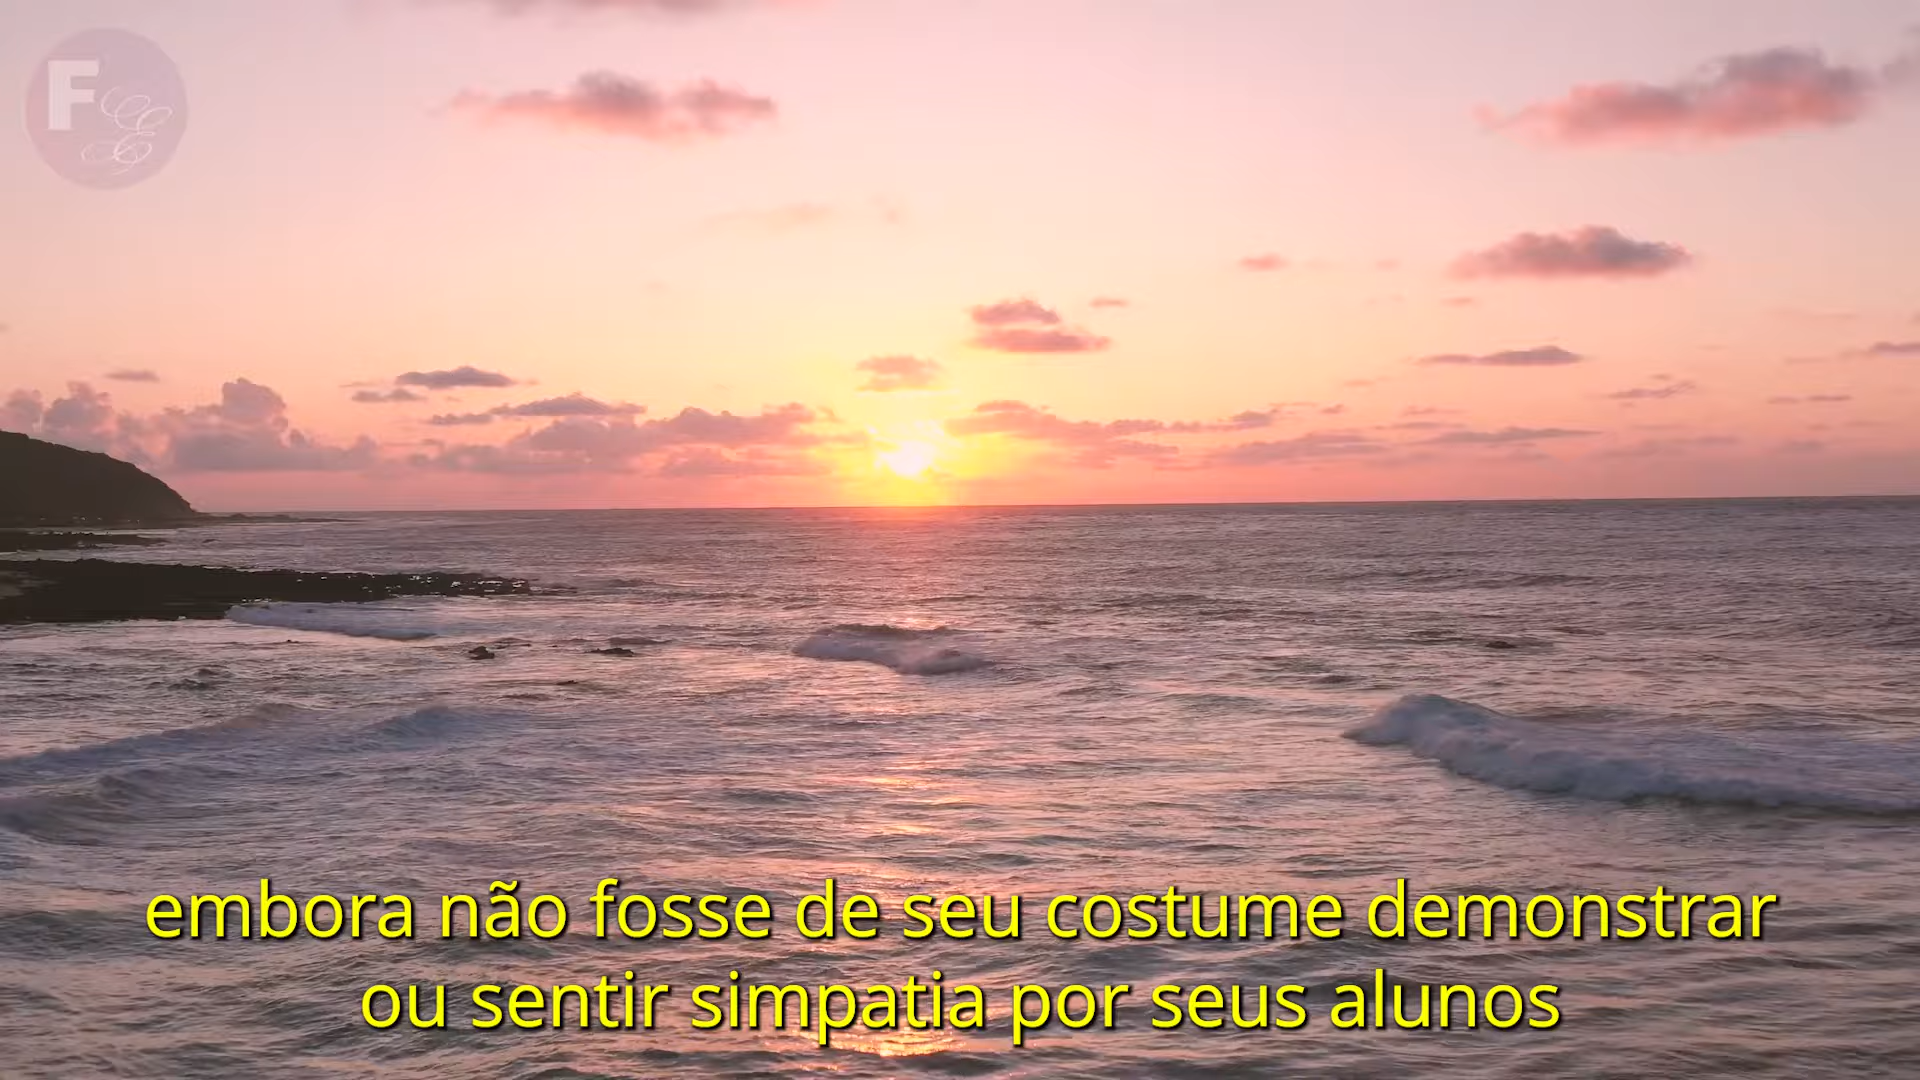 F
embora não fosse de seu costume demonstrar
ou sentir simpatia por seus alunos